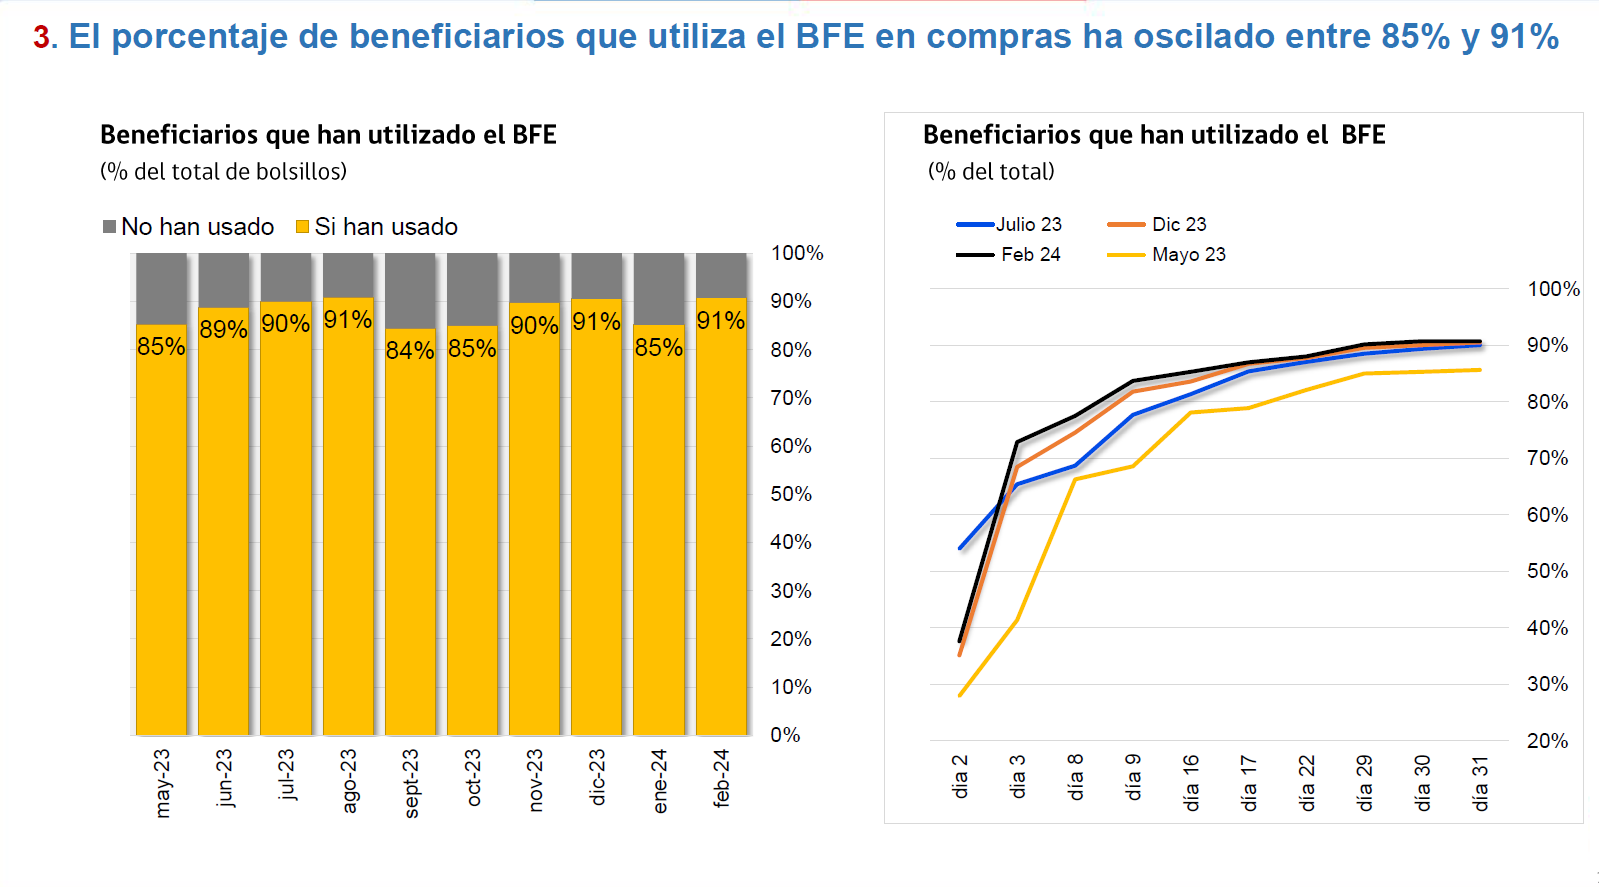 3. El porcentaje de beneficiarios que utiliza el BFE en compras ha oscilado entre 85% y 91%
Beneficiarios que han utilizado el BFE
(% del total de bolsillos)
No han usado Si han usado
100%
90%
80%
70%
60%
50%
40%
30%
20%
10%
0%
85% 89% 90% 91% 84% 85% 90% 91% 85% 91%
may-23 jun-23 jul-23 ago-23 sept-23 oct-23 nov-23 dic-23 ene-24 feb-24
Beneficiarios que han utilizado el BFE
(% del total)
Julio 23 Dic 23
Feb 24 Mayo 23
100%
90%
80%
70%
60%
50%
40%
30%
20%
día 2 día 3 día 8 día 9 día 16 día 17 día 22 día 29 día 30 día 31